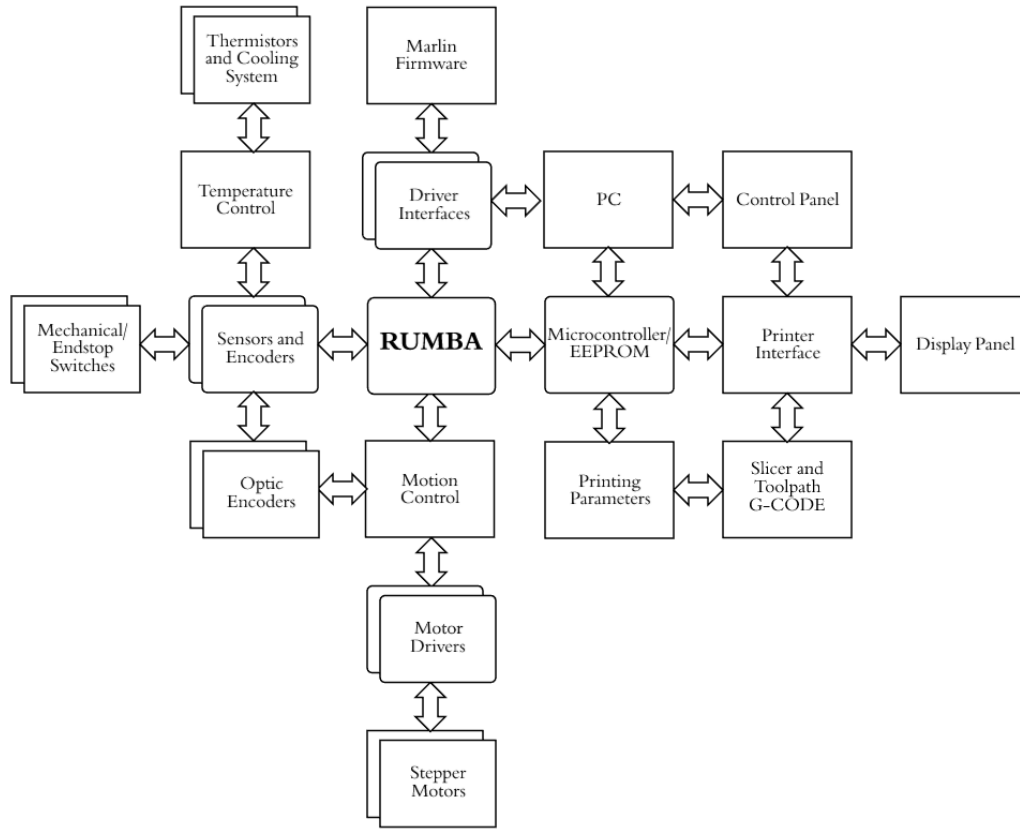 Thermistors
and Cooling
System
Marlin
Firmware
Temperature
Control
Driver
Interfaces
PC
Control Panel
Mechanical/
Endstop
Switches
Sensors and
Encoders
RUMBA
Microcontroller/
EEPROM
Printer
Interface
Display Panel
Optic
Encoders
Motion
Control
Printing
Parameters
Slicer and
Toolpath
G-CODE
Motor
Drivers
Stepper
Motors